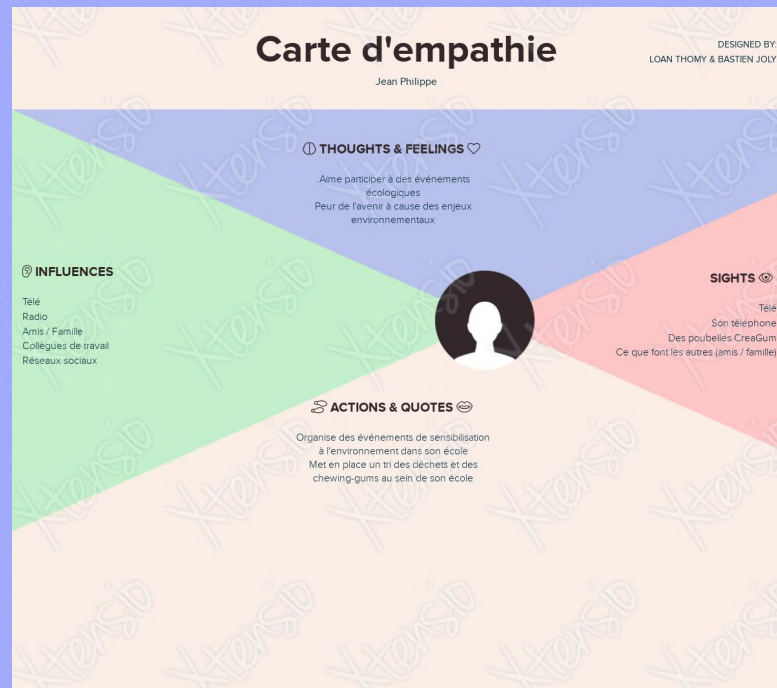 Carte d'empathie
Jean Philippe
DESIGNED BY:
LOAN THOMY & BASTIEN JOLY
THOUGHTS & FEELINGS
.Aime participer à des événements
écologiques
Peur de l'avenir à cause des enjeux
environnementaux
INFLUENCES
Télé
Radio
Amis / Famille
Collègues de travail
Réseaux sociaux
SIGHTS
Télé
Son téléphone
Des poubelles CreaGum
Ce que font les autres (amis / famille)
ACTIONS & QUOTES
Organise des événements de sensibilisation
à l'environnement dans son école
Met en place un tri des déchets et des
chewing-gums au sein de son école
xtensio